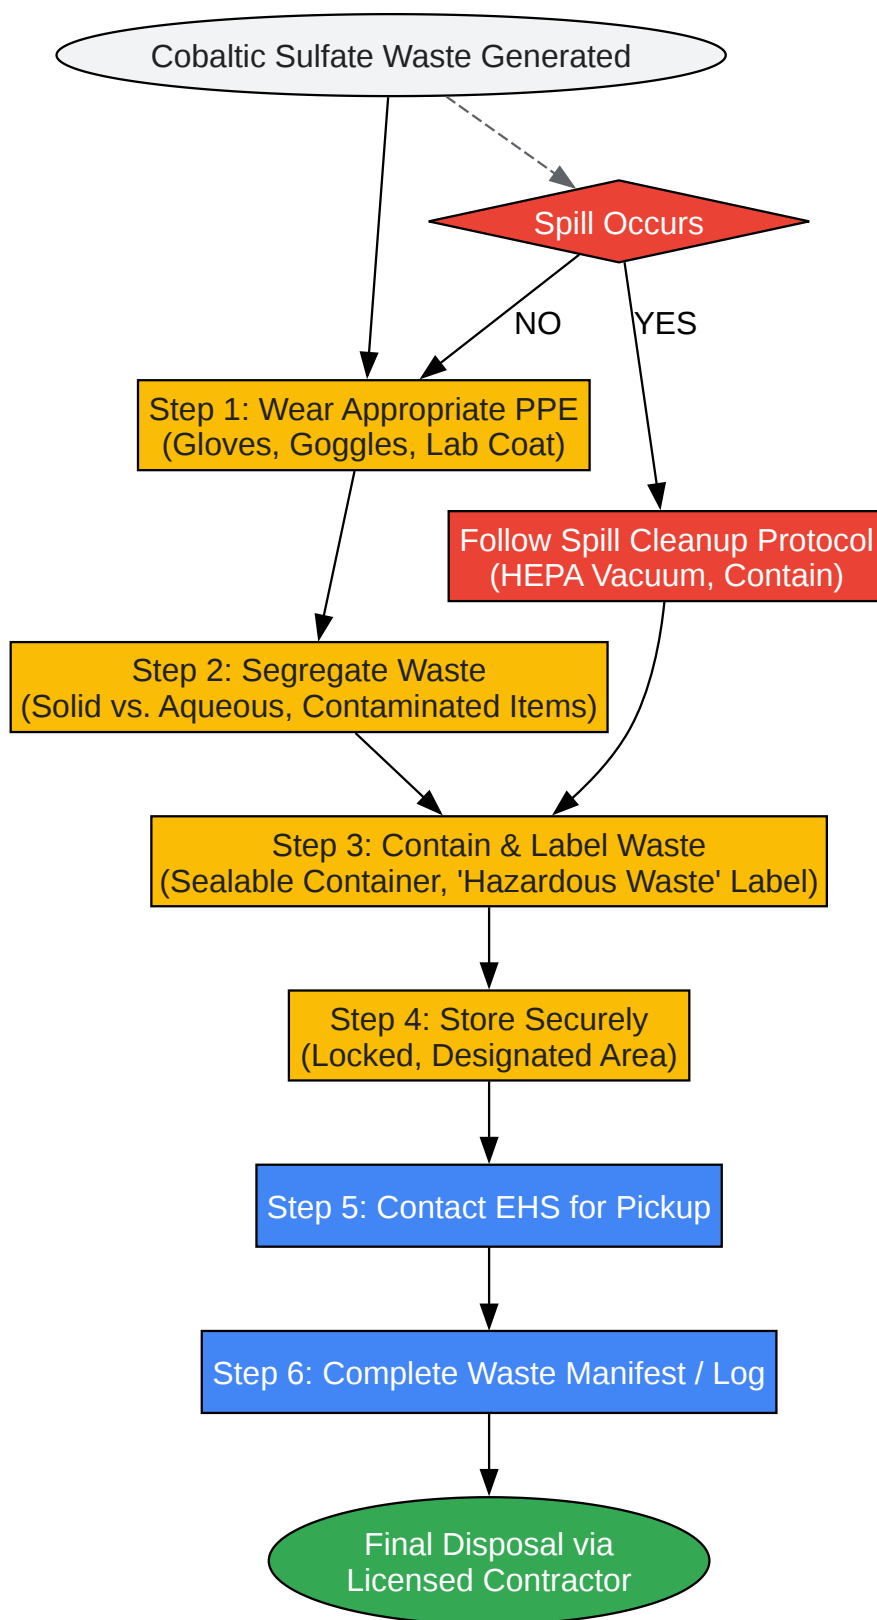 Cobaltic Sulfate Waste Generated
Spill Occurs
NO
YES
Step 1: Wear Appropriate PPE
(Gloves, Goggles, Lab Coat)
Follow Spill Cleanup Protocol
(HEPA Vacuum, Contain)
Step 2: Segregate Waste
(Solid vs. Aqueous, Contaminated Items)
Step 3: Contain & Label Waste
(Sealable Container, 'Hazardous Waste' Label)
Step 4: Store Securely
(Locked, Designated Area)
Step 5: Contact EHS for Pickup
Step 6: Complete Waste Manifest / Log
Final Disposal via
Licensed Contractor